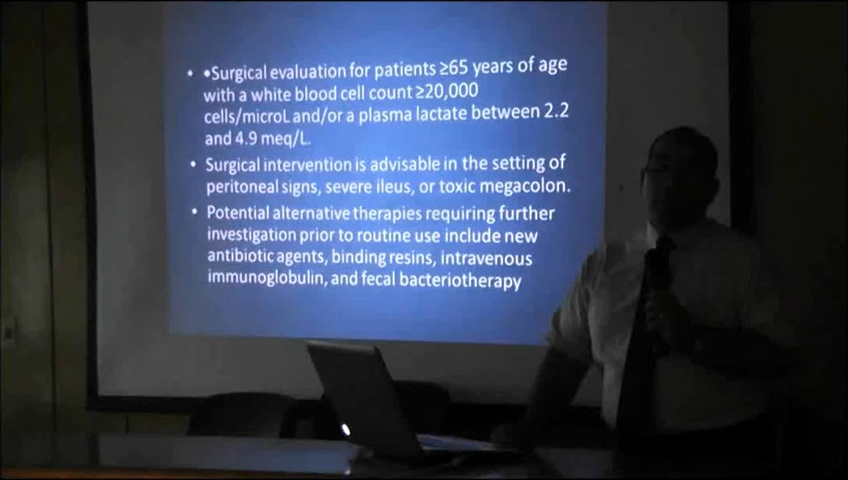 • •Surgical evaluation for patients ≥65 years of age
with a white blood cell count ≥20,000
cells/microL and/or a plasma lactate between 2.2
and 4.9 meq/L.
• Surgical intervention is advisable in the setting of
peritoneal signs, severe ileus, or toxic megacolon.
• Potential alternative therapies requiring further
investigation prior to routine use include new
antibiotic agents, binding resins, intravenous
immunoglobulin, and fecal bacteriotherapy